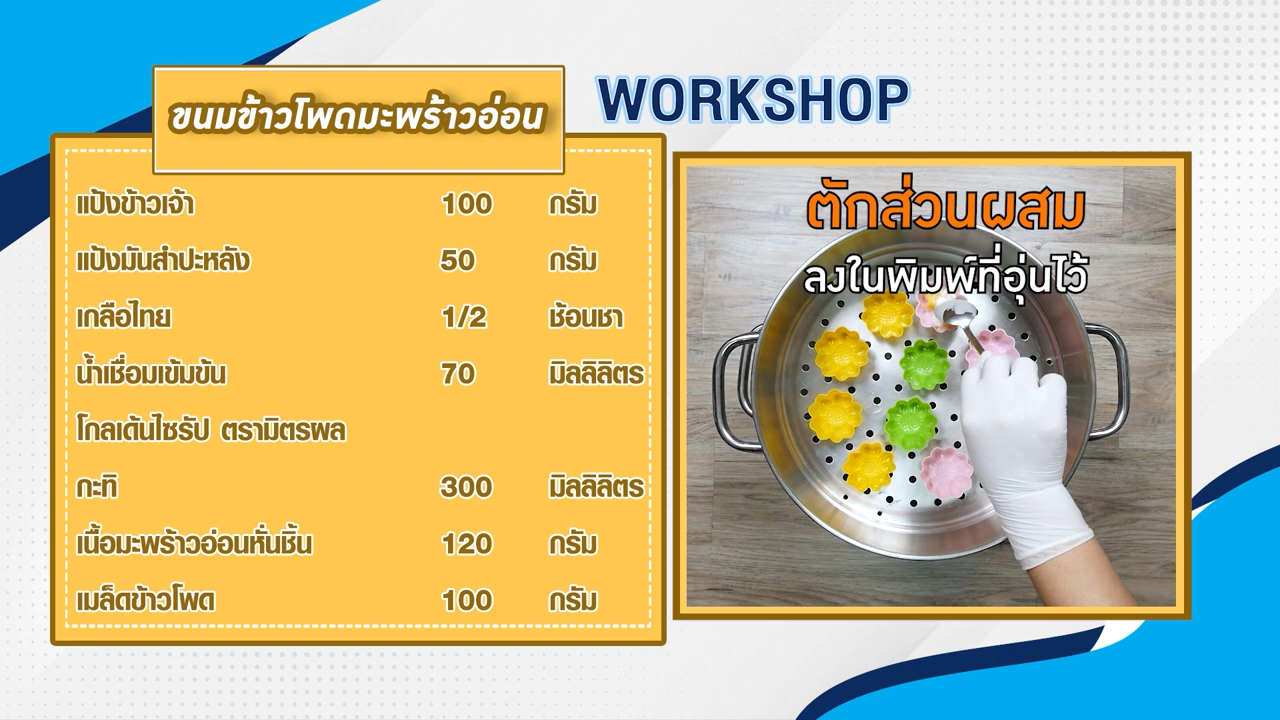 ขนมข้าวโพดมะพร้าวอ่อน
WORKSHOP
แป้งข้าวเจ้า 100 กรัม
แป้งมันสำปะหลัง 50 กรัม
เกลือไทย 1/2 ช้อนชา
น้ำเชื่อมเข้มข้น 70 มิลลิลิตร
โกลเด้นไซรัป ตรามิตรผล
กะทิ 300 มิลลิลิตร
เนื้อมะพร้าวอ่อนหั่นชิ้น 120 กรัม
เมล็ดข้าวโพด 100 กรัม
ตักส่วนผสม
ลงในพิมพ์ที่อุ่นไว้